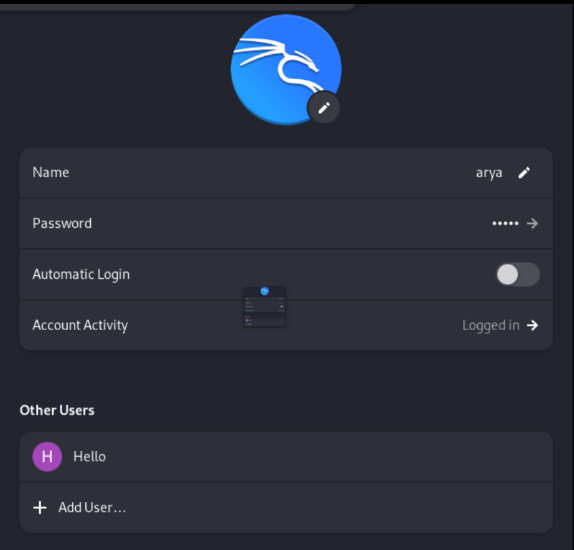 Name arya
Password •••••
Automatic Login
Account Activity Logged in
Other Users
H Hello
Add User...